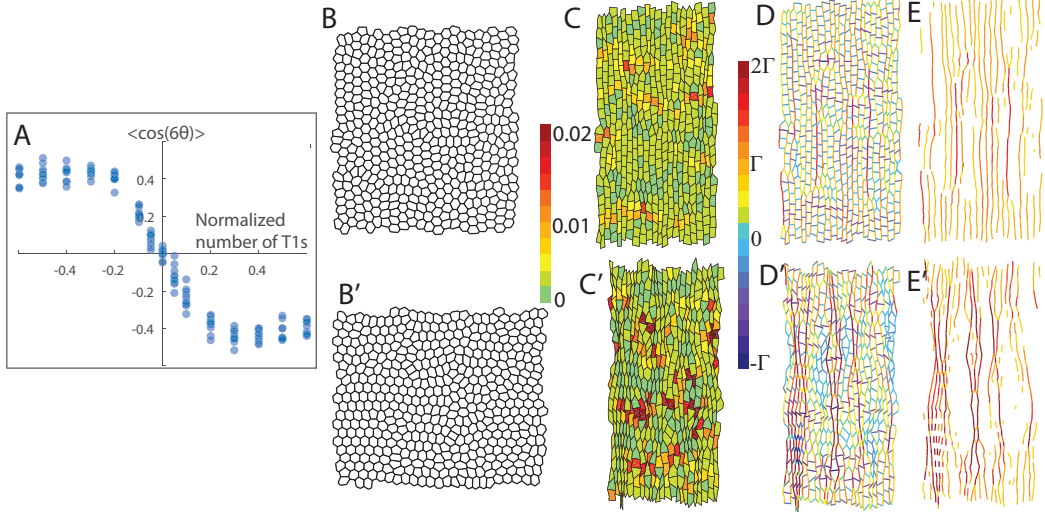 A
<cos(6θ)>
0.4
0.2
Normalized
number of T1s
-0.4
-0.2
0.2
0.4
-0.2
-0.4
B
B′
0.02
0.01
0
C
C′
2Γ
Γ
0
-Γ
D
D′
E
E′